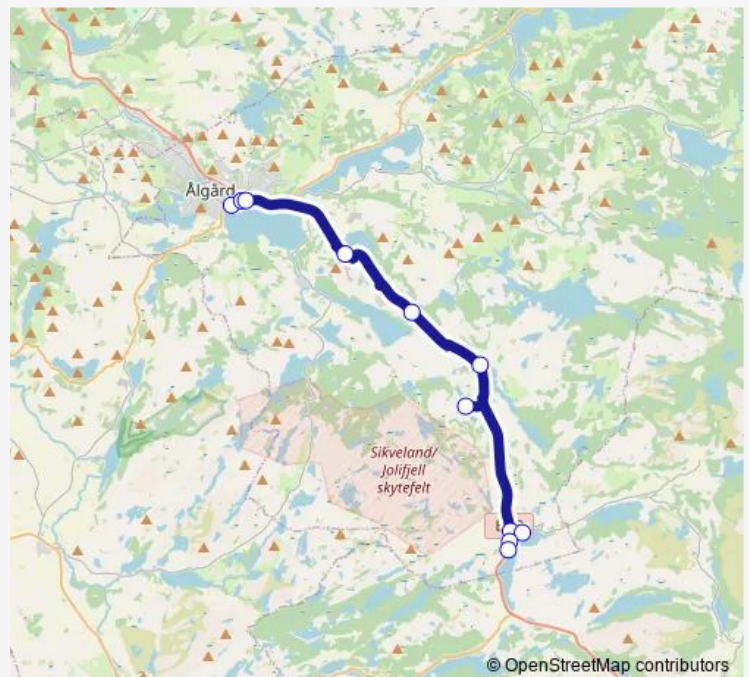 Ålgård
Sikveland/
Jolifjell
skytefelt
© OpenStreetMap contributors